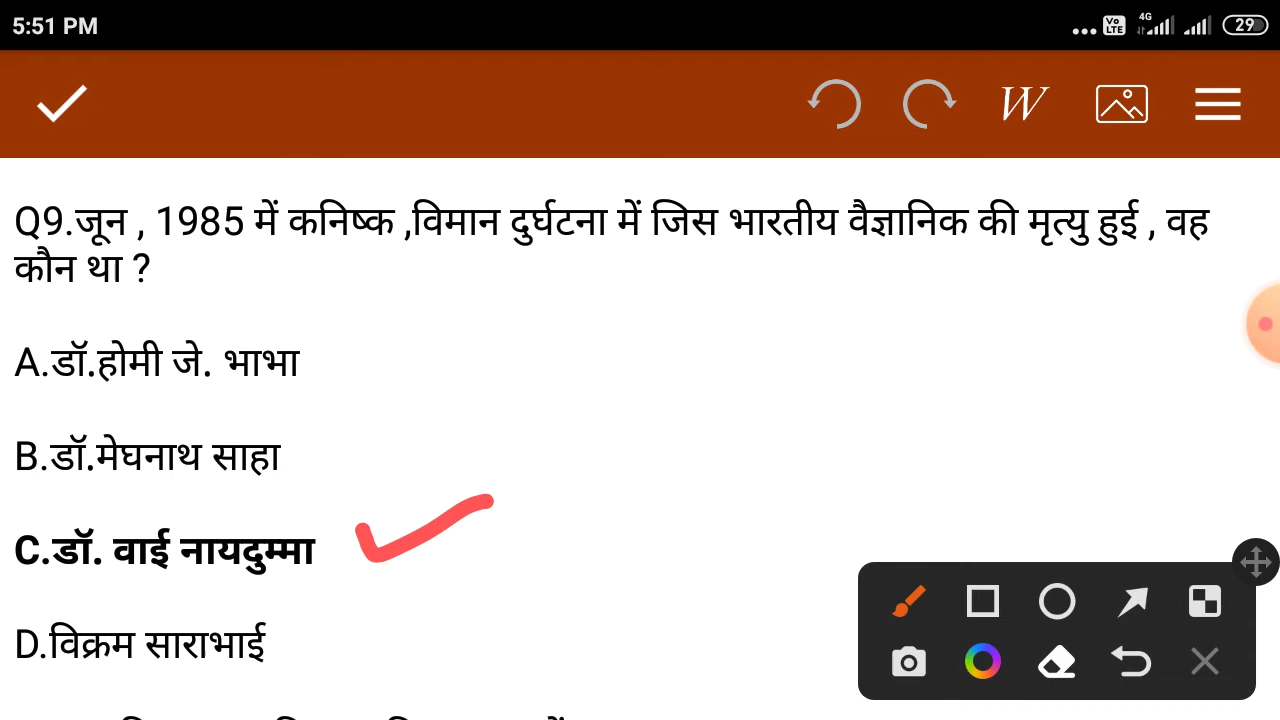 5:51 PM
Vo LTE 4G 29
W
Q9.जून , 1985 में कनिष्क ,विमान दुर्घटना में जिस भारतीय वैज्ञानिक की मृत्यु हुई , वह
कौन था ?
A.डॉ.होमी जे. भाभा
B.डॉ.मेघनाथ साहा
C.डॉ. वाई नायदुम्मा
D.विक्रम साराभाई